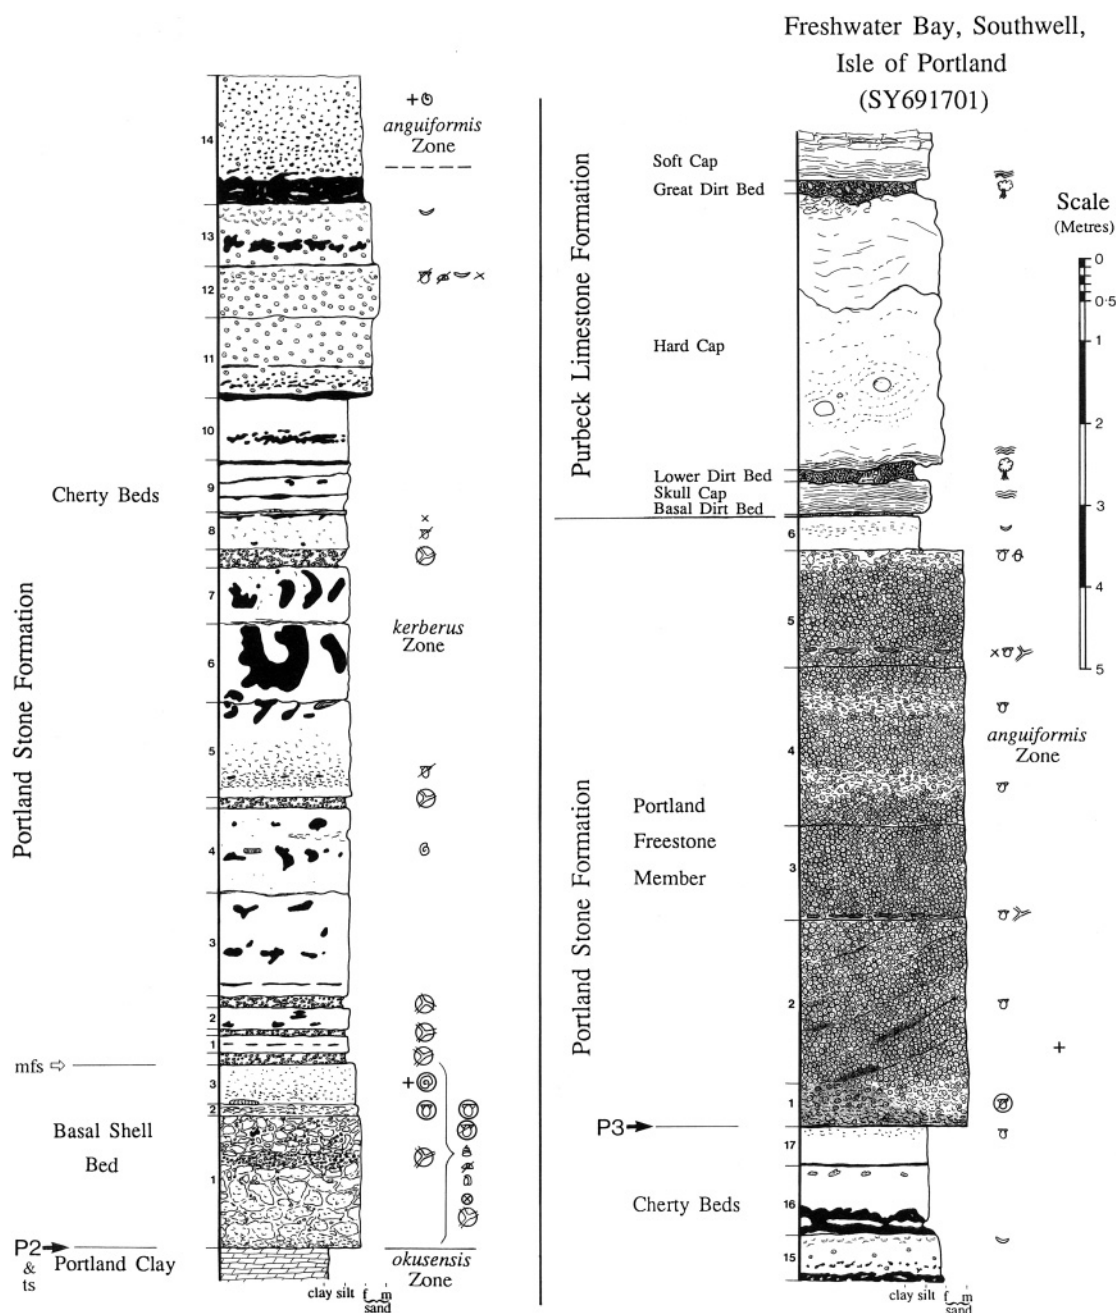 Freshwater Bay, Southwell,
Isle of Portland
(SY691701)
Portland Stone Formation
14
13
12
11
10
9
8
7
6
5
4
3
2
1
3
2
1
anguiformis
Zone
Cherty Beds
kerberus
Zone
mfs
Basal Shell
Bed
P2
&
ts
Portland Clay
okusensis
Zone
clay silt f m
sand
Purbeck Limestone Formation
Soft Cap
Great Dirt Bed
Hard Cap
Lower Dirt Bed
Skull Cap
Basal Dirt Bed
Portland Stone Formation
6
5
4
3
2
1
17
16
15
Portland
Freestone
Member
anguiformis
Zone
P3
Cherty Beds
clay silt f m
sand
Scale
(Metres)
0
0·5
1
2
3
4
5